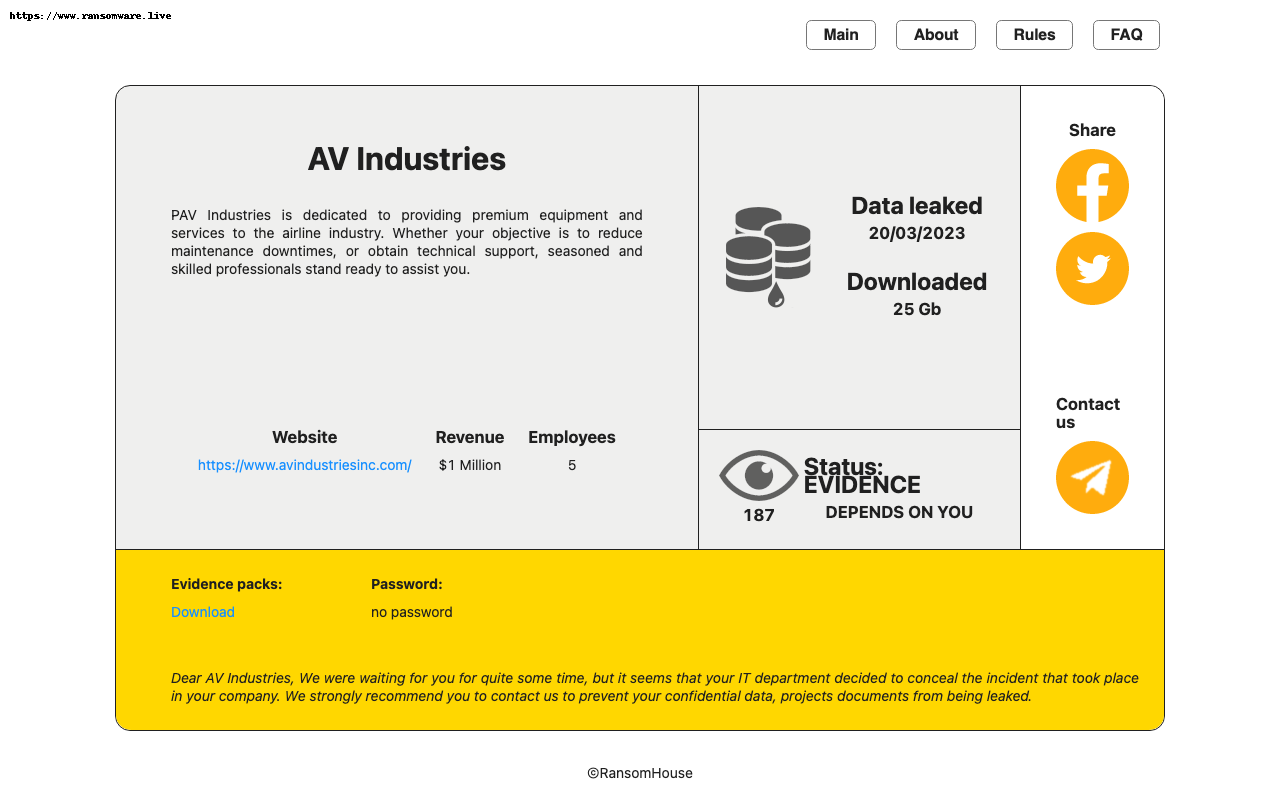 https://www.ransomware.live
Main
About
Rules
FAQ
AV Industries
PAV Industries is dedicated to providing premium equipment and
services to the airline industry. Whether your objective is to reduce
maintenance downtimes, or obtain technical support, seasoned and
skilled professionals stand ready to assist you.
Website
https://www.avindustriesinc.com/
Revenue
$1 Million
Employees
5
Data leaked
20/03/2023
Downloaded
25 Gb
187
Status:
EVIDENCE
DEPENDS ON YOU
Share
Contact
us
Evidence packs:
Download
Password:
no password
Dear AV Industries, We were waiting for you for quite some time, but it seems that your IT department decided to conceal the incident that took place
in your company. We strongly recommend you to contact us to prevent your confidential data, projects documents from being leaked.
©RansomHouse